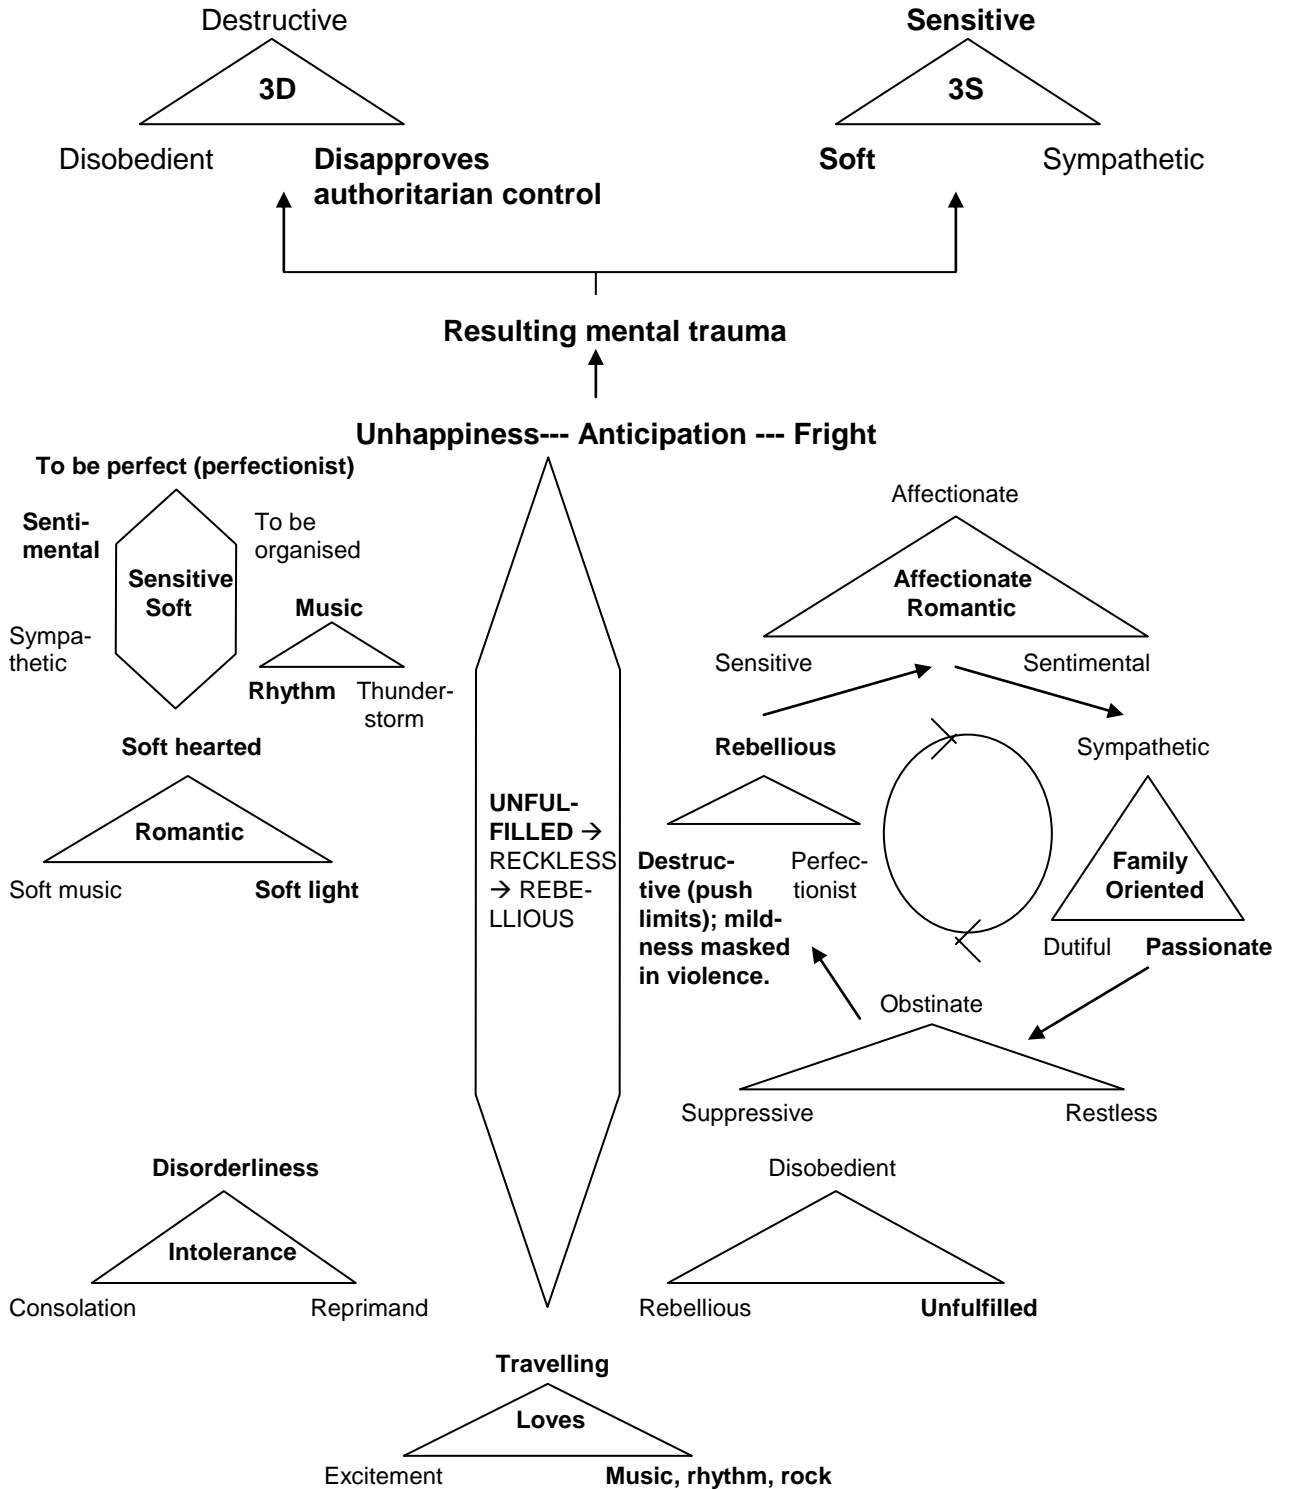 Destructive
Sensitive
3D
3S
Disobedient
Disapproves
authoritarian control
Soft
Sympathetic
Resulting mental trauma
Unhappiness--- Anticipation --- Fright
To be perfect (perfectionist)
Senti-
mental
To be
organised
Sensitive
Soft
Sympa-
thetic
Music
Rhythm
Thunder-
storm
Soft hearted
Romantic
Soft music
Soft light
UNFUL-
FILLED →
RECKLESS
→ REBE-
LLIOUS
Affectionate
Affectionate
Romantic
Sensitive
Sentimental
Rebellious
Sympathetic
Destruc-
tive (push
limits); mild-
ness masked
in violence.
Perfec-
tionist
Family
Oriented
Dutiful
Passionate
Obstinate
Suppressive
Restless
Disorderliness
Intolerance
Consolation
Reprimand
Disobedient
Rebellious
Unfulfilled
Travelling
Loves
Excitement
Music, rhythm, rock